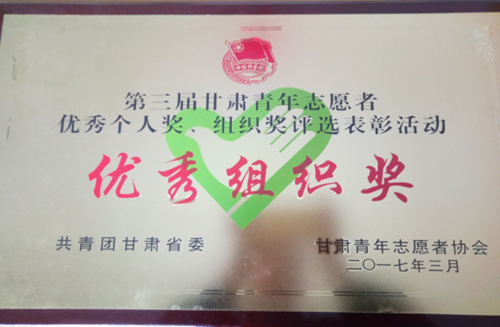 第三届甘肃青年志愿者
优秀个人奖、组织奖评选表彰活动
优秀组织奖
共青团甘肃省委 甘肃青年志愿者协会
二〇一七年三月